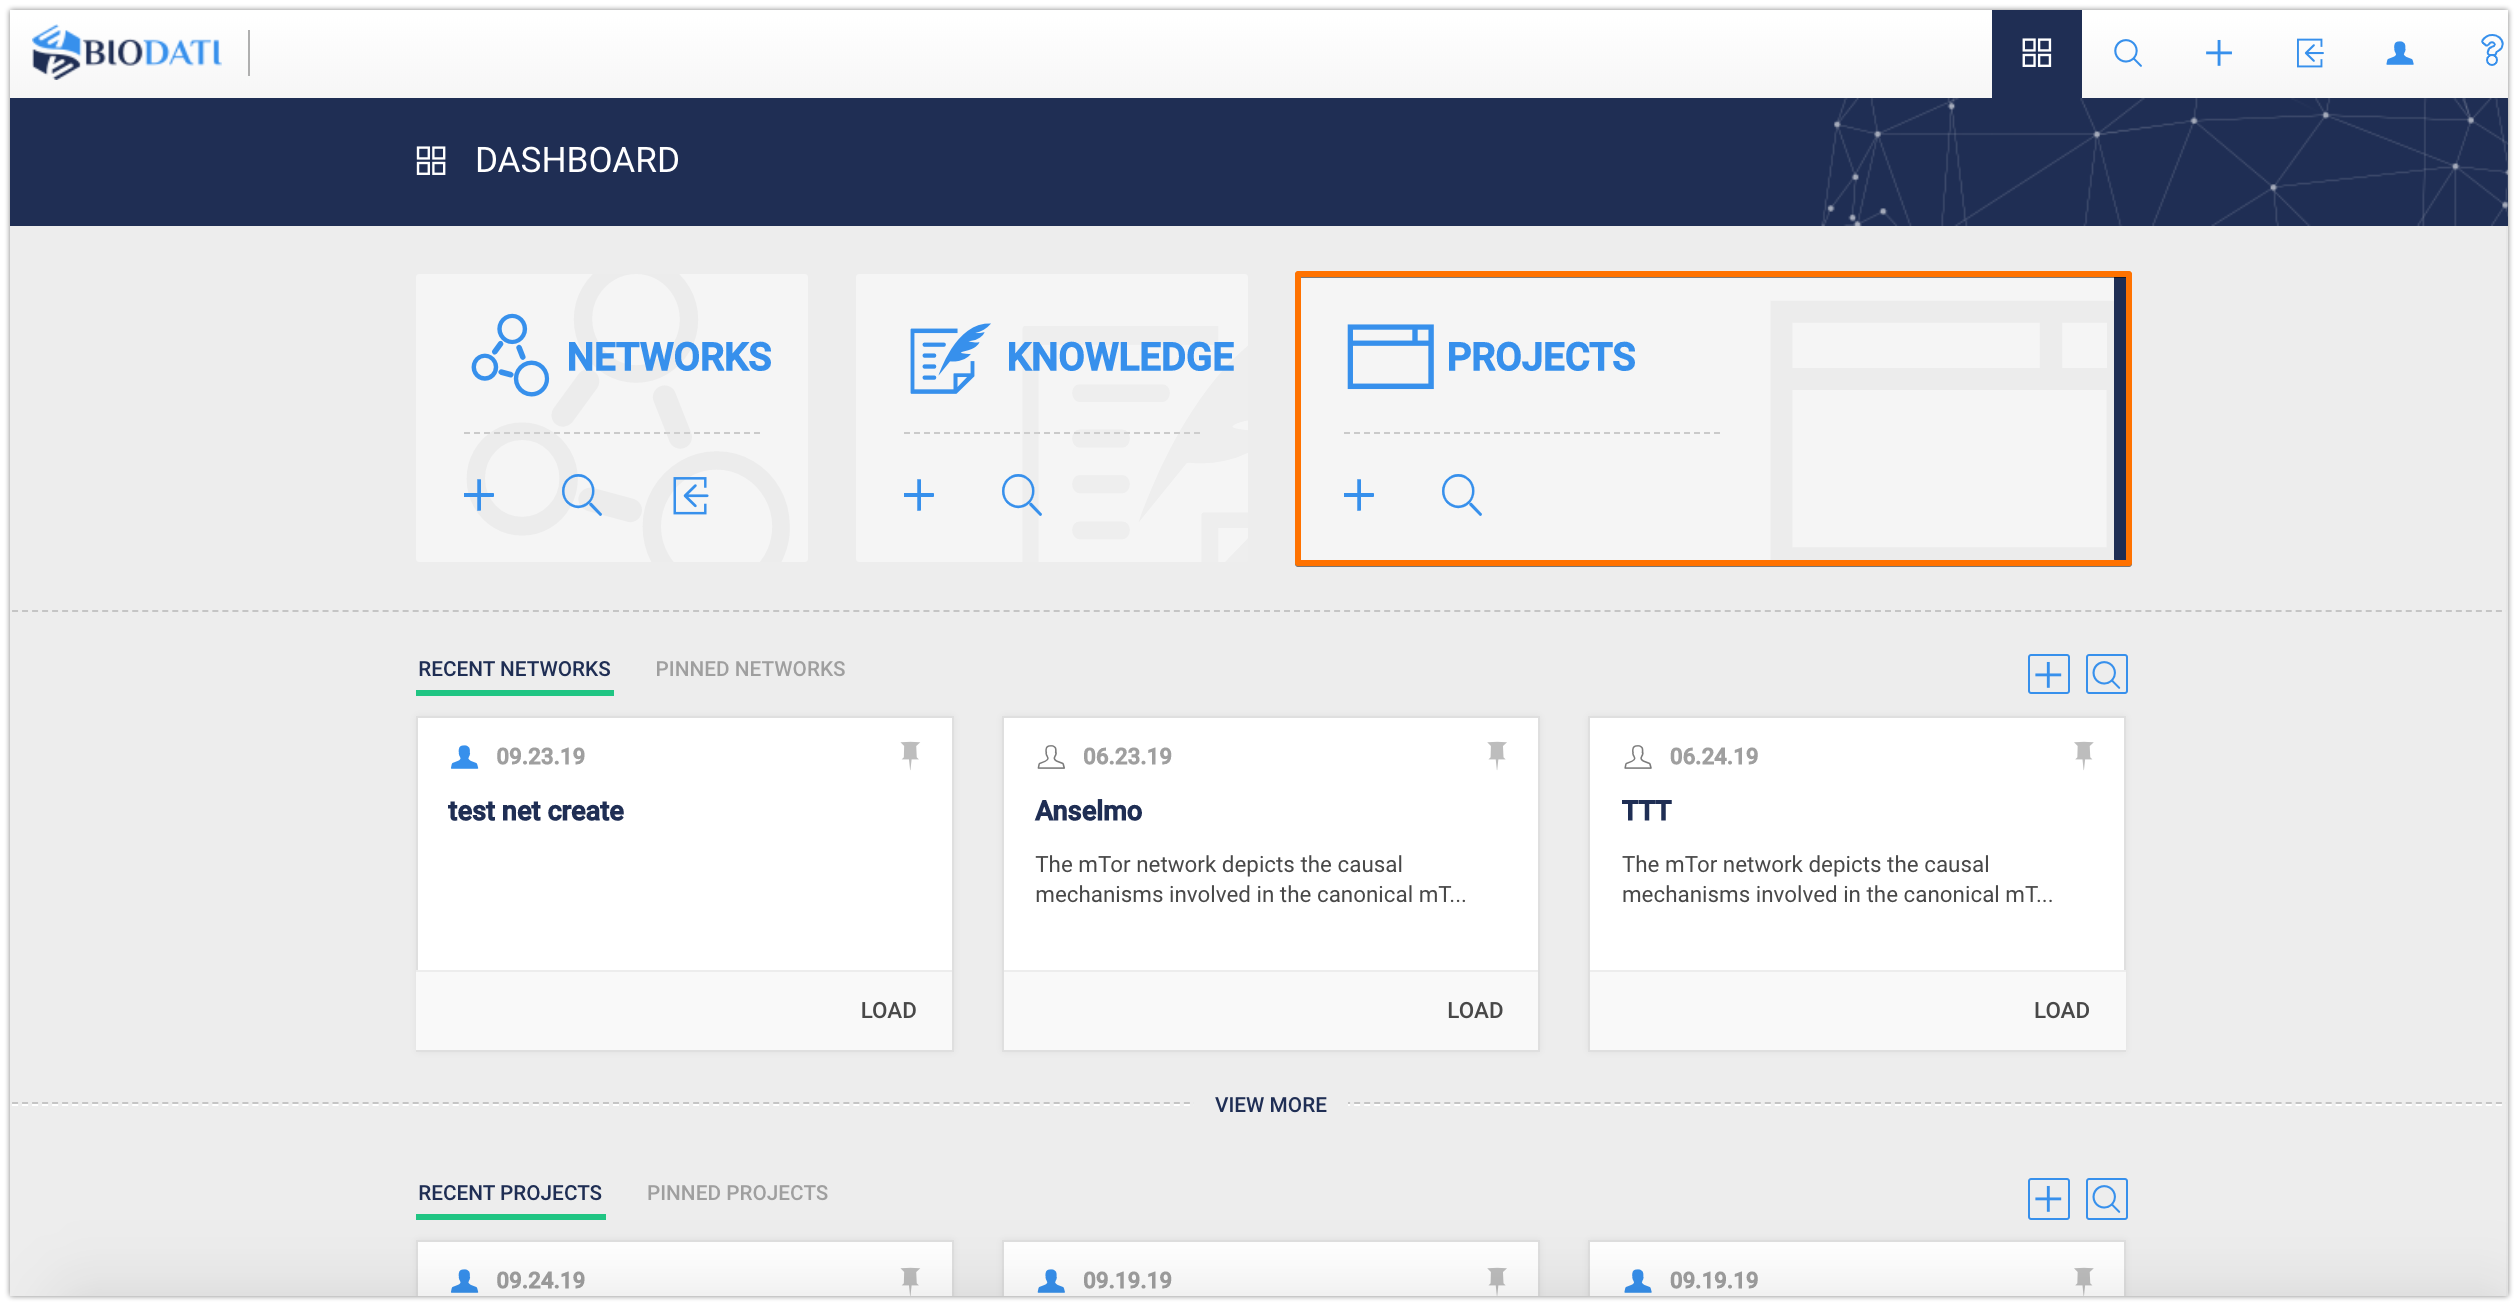 BIODATI
DASHBOARD
NETWORKS
KNOWLEDGE
PROJECTS
RECENT NETWORKS
PINNED NETWORKS
09.23.19
test net create
LOAD
06.23.19
Anselmo
The mTor network depicts the causal
mechanisms involved in the canonical mT...
LOAD
06.24.19
TTT
The mTor network depicts the causal
mechanisms involved in the canonical mT...
LOAD
VIEW MORE
RECENT PROJECTS
PINNED PROJECTS
09.24.19
09.19.19
09.19.19